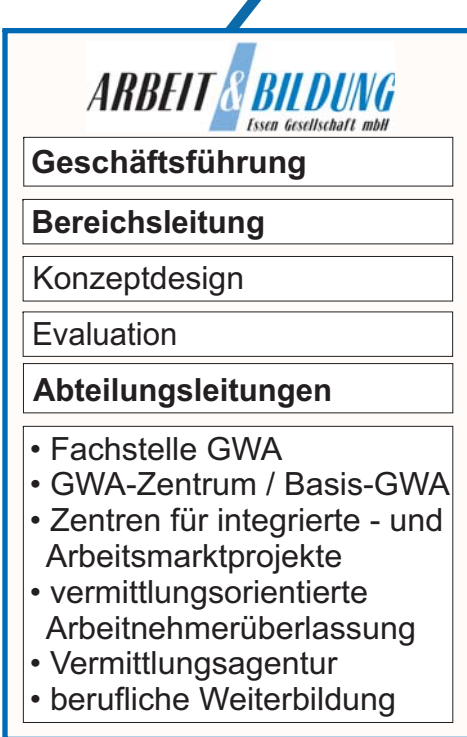 ARBEIT & BILDUNG
Essen Gesellschaft mbH
Geschäftsführung
Bereichsleitung
Konzeptdesign
Evaluation
Abteilungsleitungen
• Fachstelle GWA
• GWA-Zentrum / Basis-GWA
• Zentren für integrierte - und
Arbeitsmarktprojekte
• vermittlungsorientierte
Arbeitnehmerüberlassung
• Vermittlungsagentur
• berufliche Weiterbildung